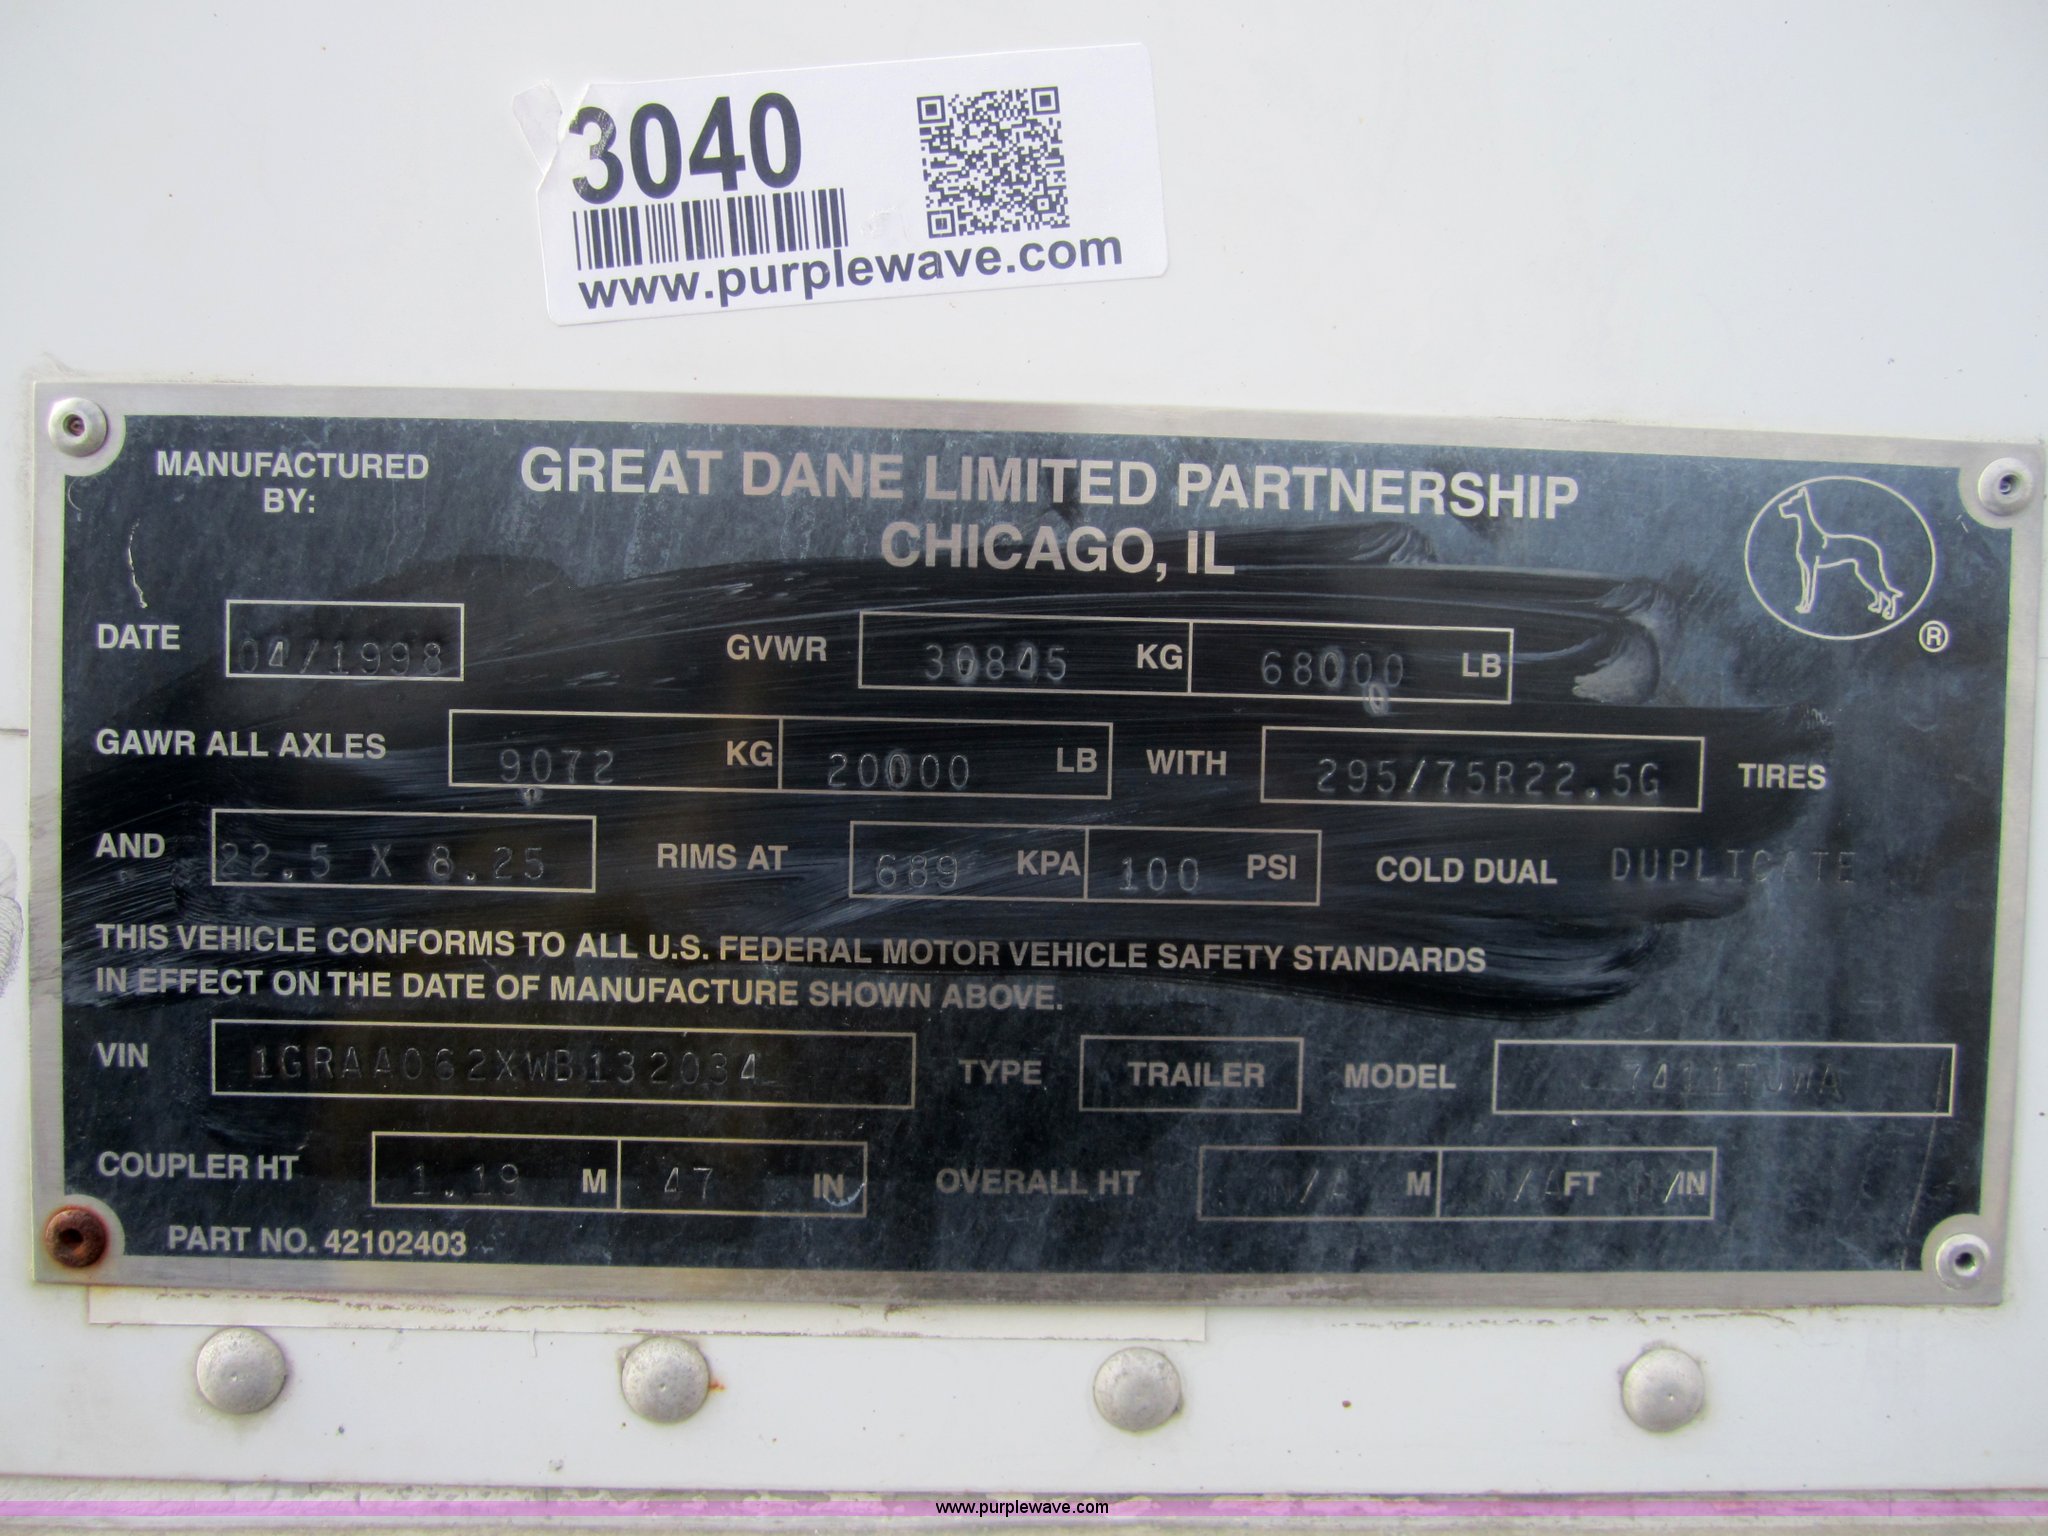 3040
www.purplewave.com
MANUFACTURED BY:
GREAT DANE LIMITED PARTNERSHIP
CHICAGO, IL
®
DATE 04/1998 GVWR 30845 KG 68000 LB
GAWR ALL AXLES 9072 KG 20000 LB WITH 295/75R22.5G TIRES
AND 22.5 X 8.25 RIMS AT 689 KPA 100 PSI COLD DUAL DUPLICATE
THIS VEHICLE CONFORMS TO ALL U.S. FEDERAL MOTOR VEHICLE SAFETY STANDARDS
IN EFFECT ON THE DATE OF MANUFACTURE SHOWN ABOVE.
VIN 1GRAA062XWB132034 TYPE TRAILER MODEL 7411TJWA
COUPLER HT 1.19 M 47 IN OVERALL HT N/A M N/A FT /IN
PART NO. 42102403
www.purplewave.com